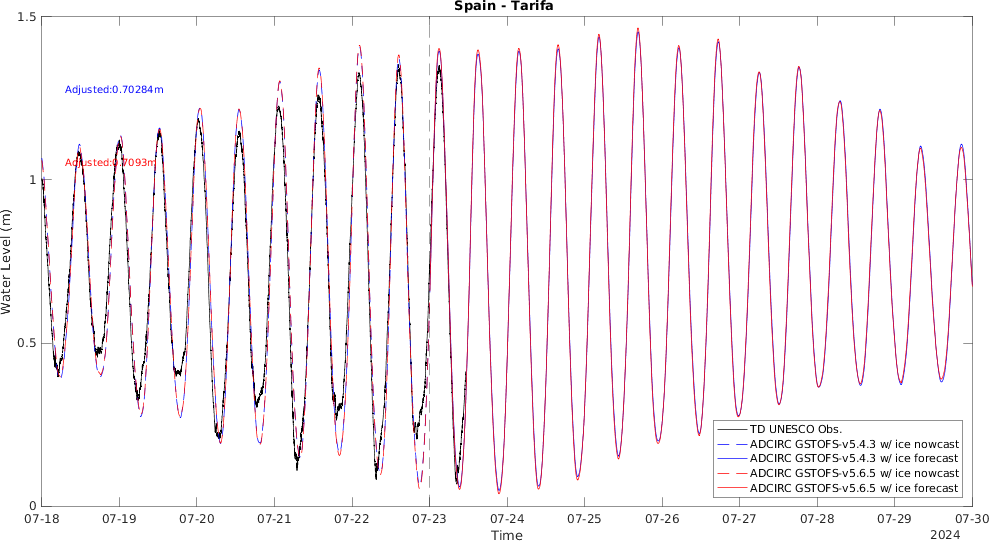 Spain - Tarifa
1.5
Adjusted:0.70284m
Adjusted:0.7093m
1
0.5
0
Water Level (m)
TD UNESCO Obs.
ADCIRC GSTOFS-v5.4.3 w/ ice nowcast
ADCIRC GSTOFS-v5.4.3 w/ ice forecast
ADCIRC GSTOFS-v5.6.5 w/ ice nowcast
ADCIRC GSTOFS-v5.6.5 w/ ice forecast
07-18 07-19 07-20 07-21 07-22 07-23 07-24 07-25 07-26 07-27 07-28 07-29 07-30
Time
2024